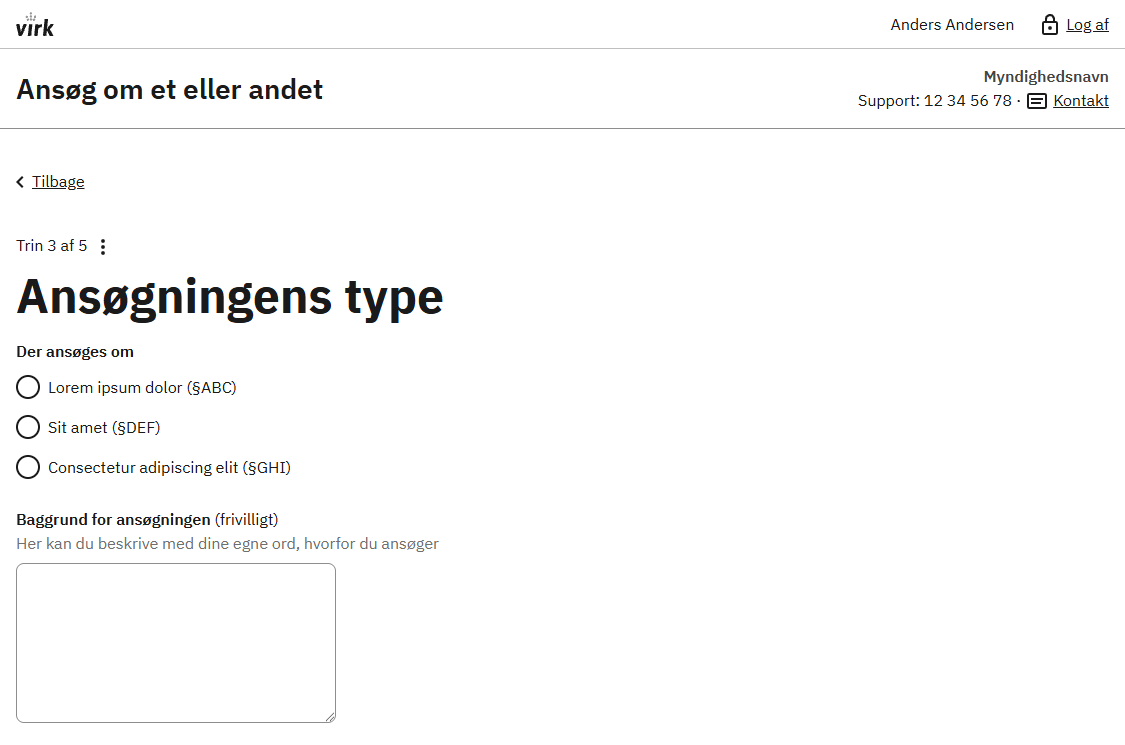 virk
Anders Andersen
Log af
Ansøg om et eller andet
Myndighedsnavn
Support: 12 34 56 78 · Kontakt
Tilbage
Trin 3 af 5
Ansøgningens type
Der ansøges om
Lorem ipsum dolor (§ABC)
Sit amet (§DEF)
Consectetur adipiscing elit (§GHI)
Baggrund for ansøgningen (frivilligt)
Her kan du beskrive med dine egne ord, hvorfor du ansøger